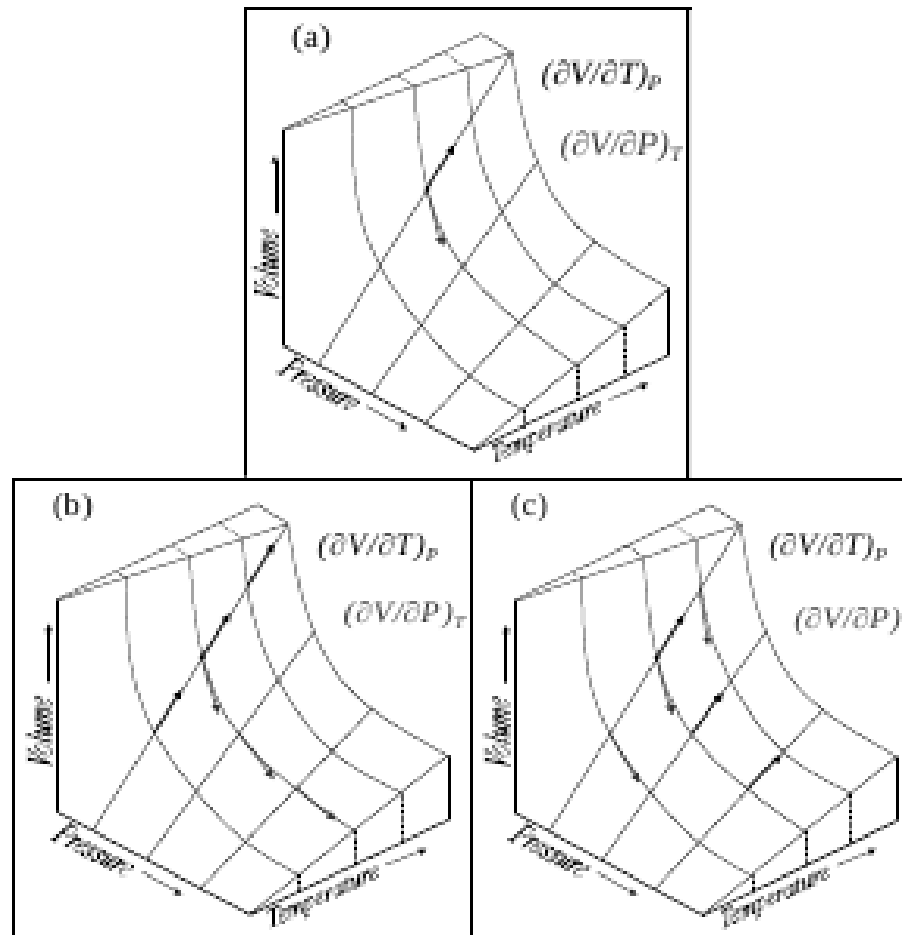 (a)
(∂V/∂T)P
(∂V/∂P)T
Volume
Pressure
Temperature
(b)
(∂V/∂T)P
(∂V/∂P)T
Volume
Pressure
Temperature
(c)
(∂V/∂T)P
(∂V/∂P)
Volume
Pressure
Temperature